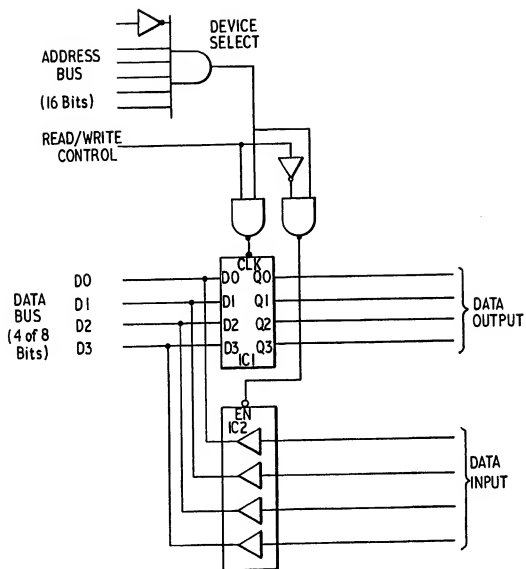 DEVICE
SELECT
ADDRESS
BUS
(16 Bits)
READ/WRITE
CONTROL
CLK
D0 D0 Q0
D1 D1 Q1
D2 D2 Q2
D3 D3 Q3
IC1
DATA
BUS
(4 of 8
Bits)
DATA
OUTPUT
EN
IC2
DATA
INPUT